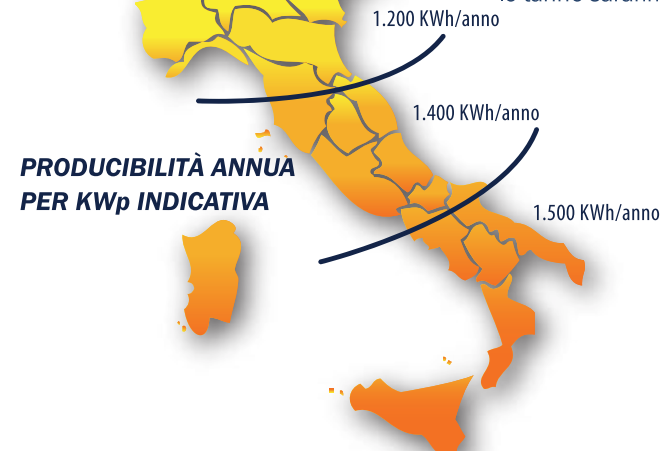 1.200 KWh/anno
1.400 KWh/anno
PRODUCIBILITÀ ANNUA
PER KWp INDICATIVA
1.500 KWh/anno